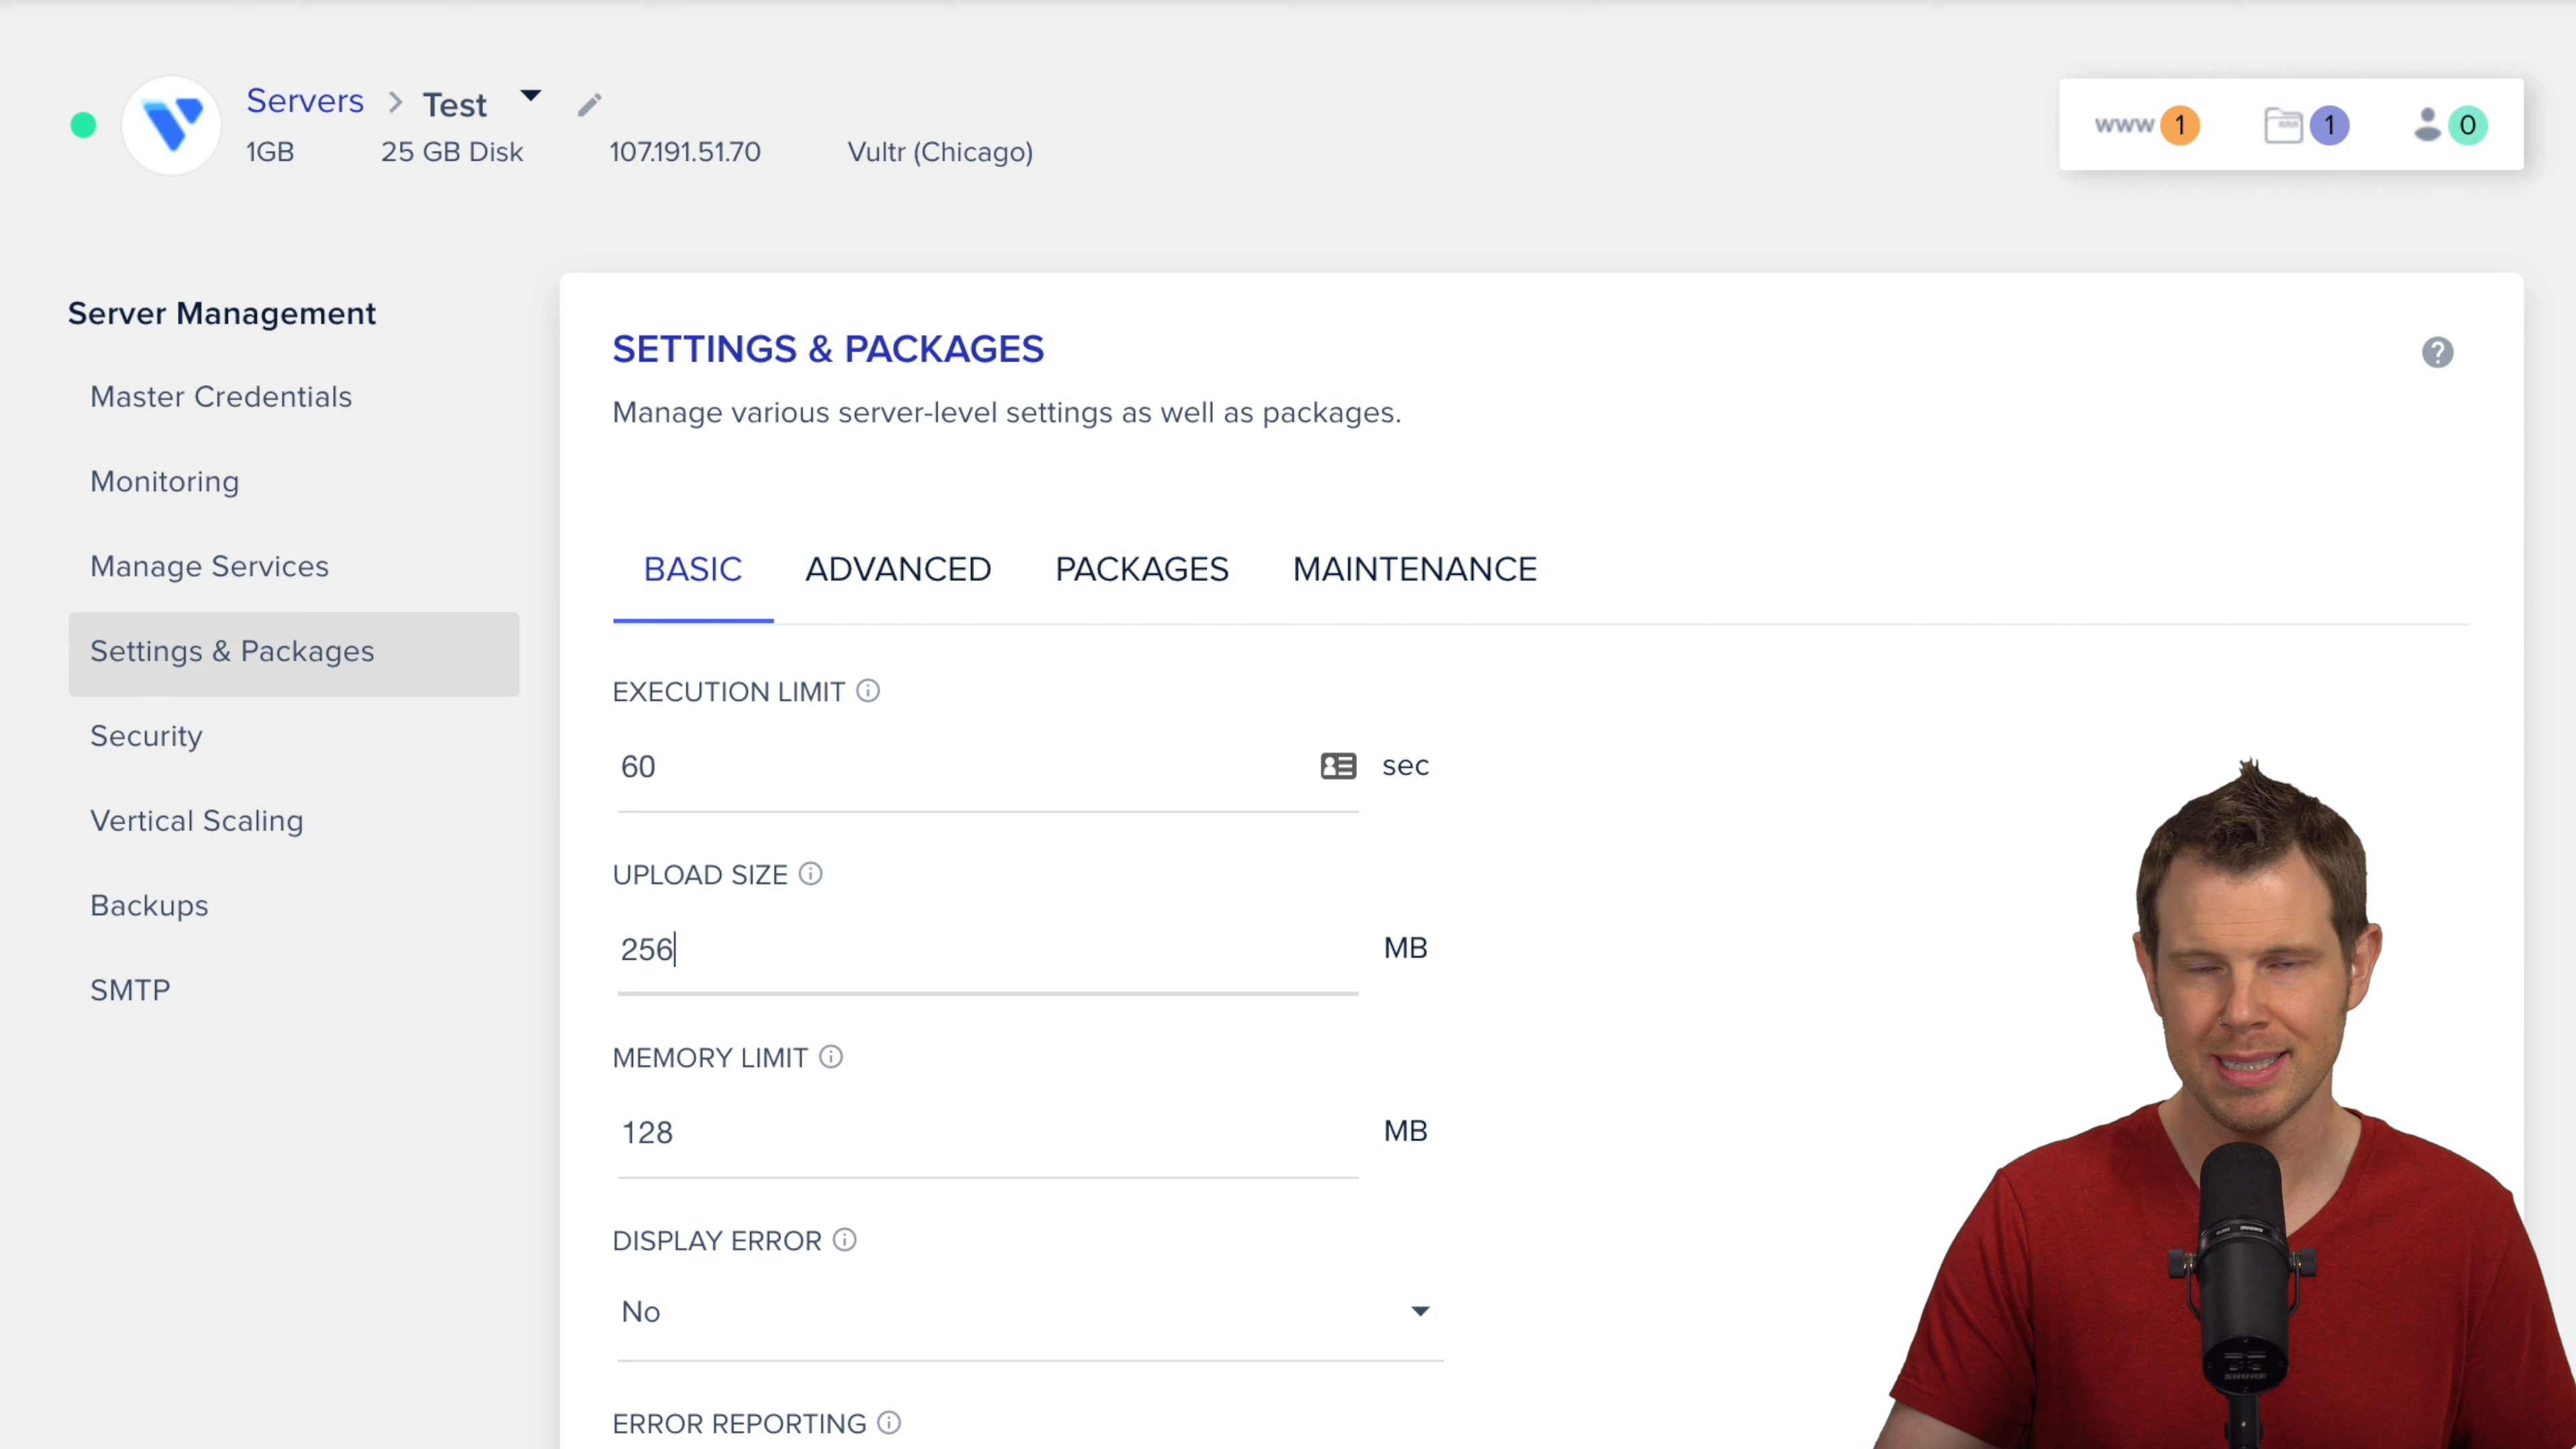 Servers > Test
1GB 25 GB Disk 107.191.51.70 Vultr (Chicago)
www 1 1 0
Server Management
Master Credentials
Monitoring
Manage Services
Settings & Packages
Security
Vertical Scaling
Backups
SMTP
SETTINGS & PACKAGES
Manage various server-level settings as well as packages.
BASIC ADVANCED PACKAGES MAINTENANCE
EXECUTION LIMIT
60 sec
UPLOAD SIZE
256 MB
MEMORY LIMIT
128 MB
DISPLAY ERROR
No
ERROR REPORTING
SHURE